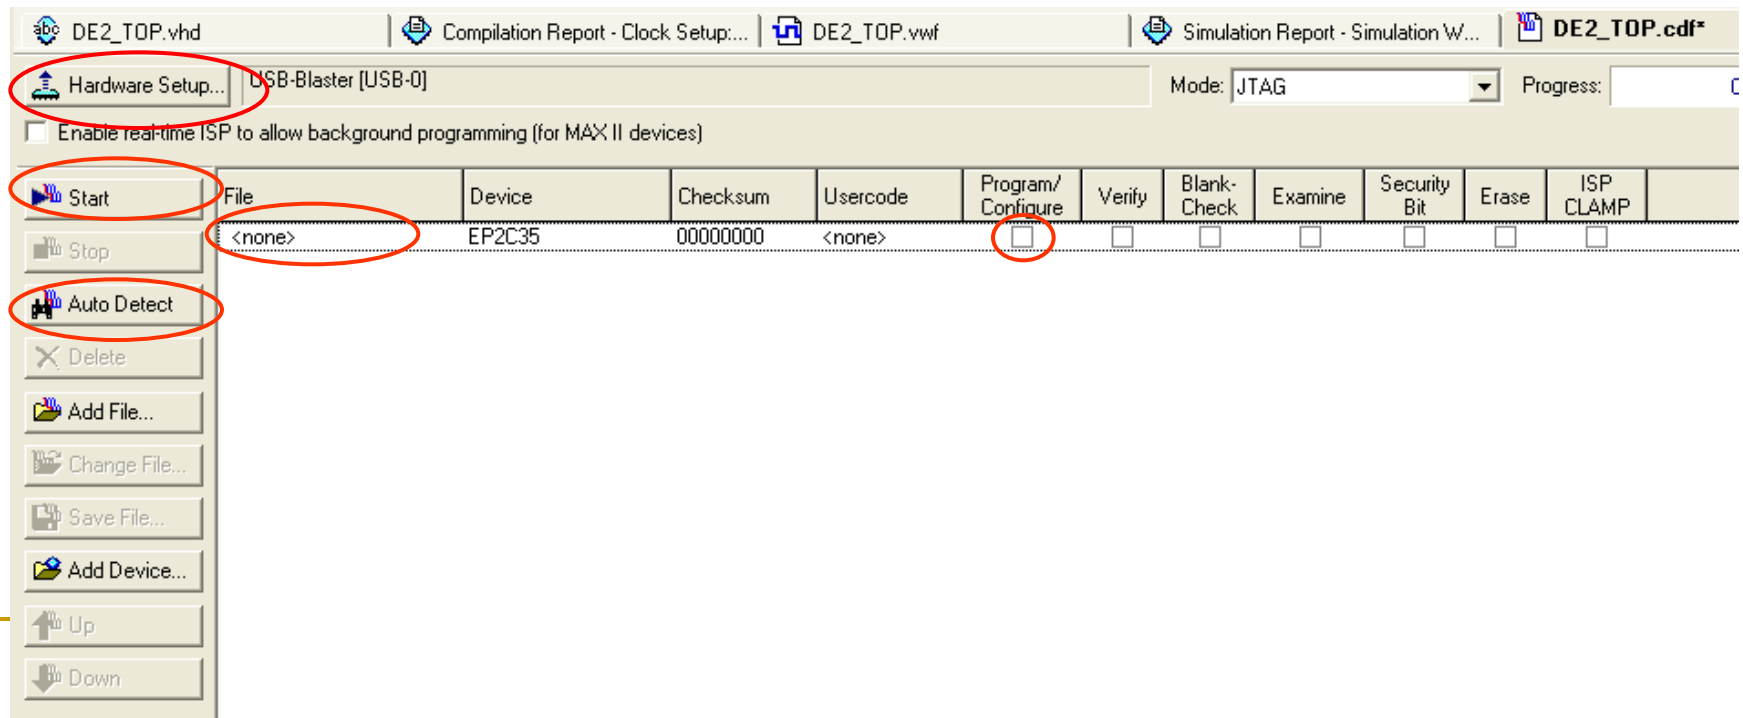 DE2_TOP.vhd Compilation Report - Clock Setup:... DE2_TOP.vwf Simulation Report - Simulation W... DE2_TOP.cdf*
Hardware Setup... USB-Blaster [USB-0] Mode: JTAG Progress:
Enable real-time ISP to allow background programming (for MAX II devices)
Start File Device Checksum Usercode Program/ Configure Verify Blank- Check Examine Security Bit Erase ISP CLAMP
<none> EP2C35 00000000 <none>
Stop
Auto Detect
Delete
Add File...
Change File...
Save File...
Add Device...
Up
Down